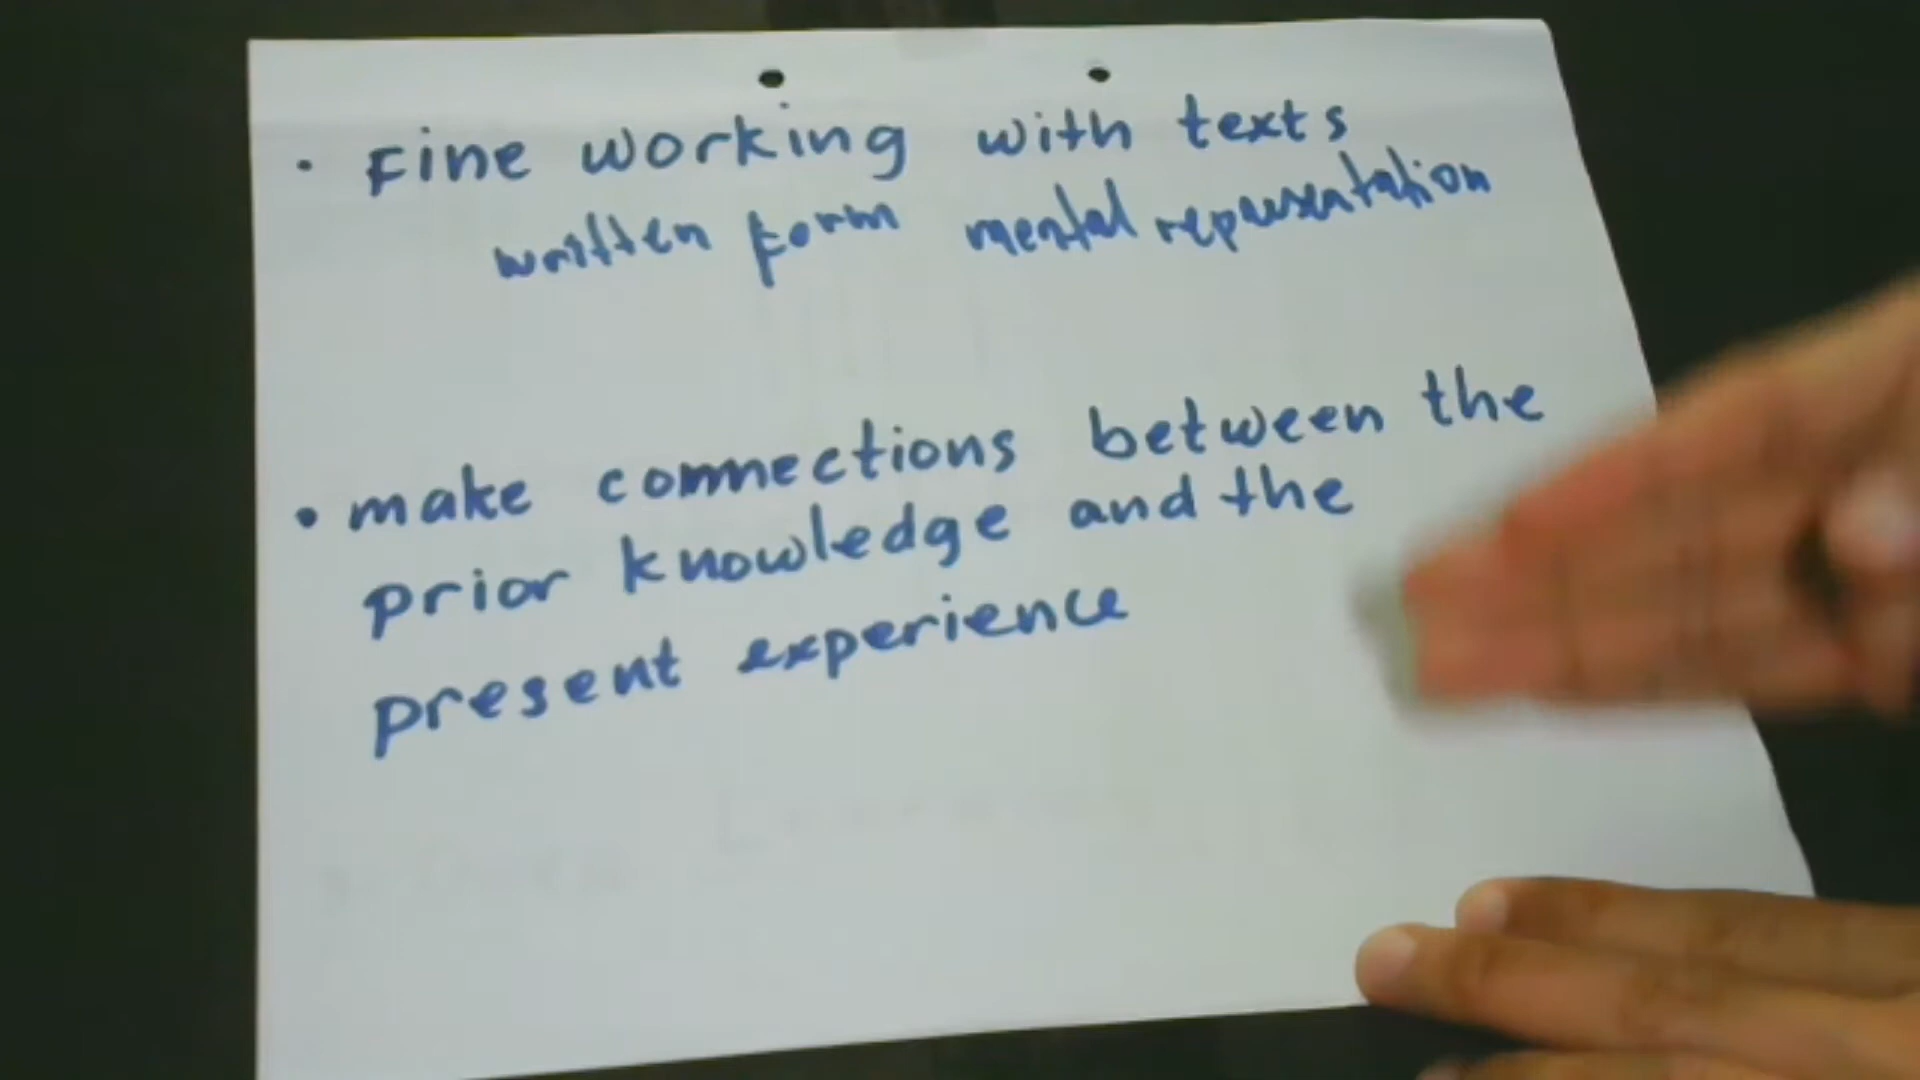 • Fine working with texts
written form mental representation
• make connections between the
prior knowledge and the
present experience